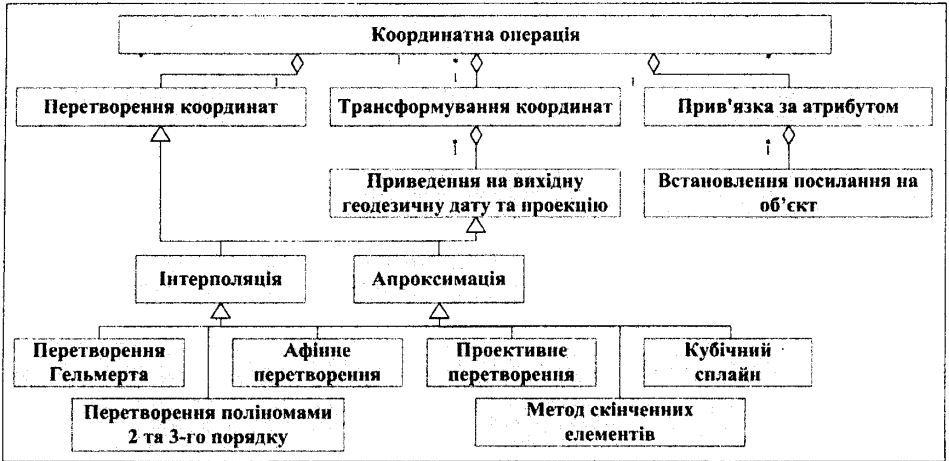 Координатна операція
Перетворення координат
Трансформування координат
Прив'язка за атрибутом
Приведення на вихідну
геодезичну дату та проекцію
Встановлення посилання на
об'єкт
Інтерполяція
Апроксимація
Перетворення
Гельмерта
Афінне
перетворення
Проективне
перетворення
Кубічний
сплайн
Перетворення поліномами
2 та 3-го порядку
Метод скінченних
елементів